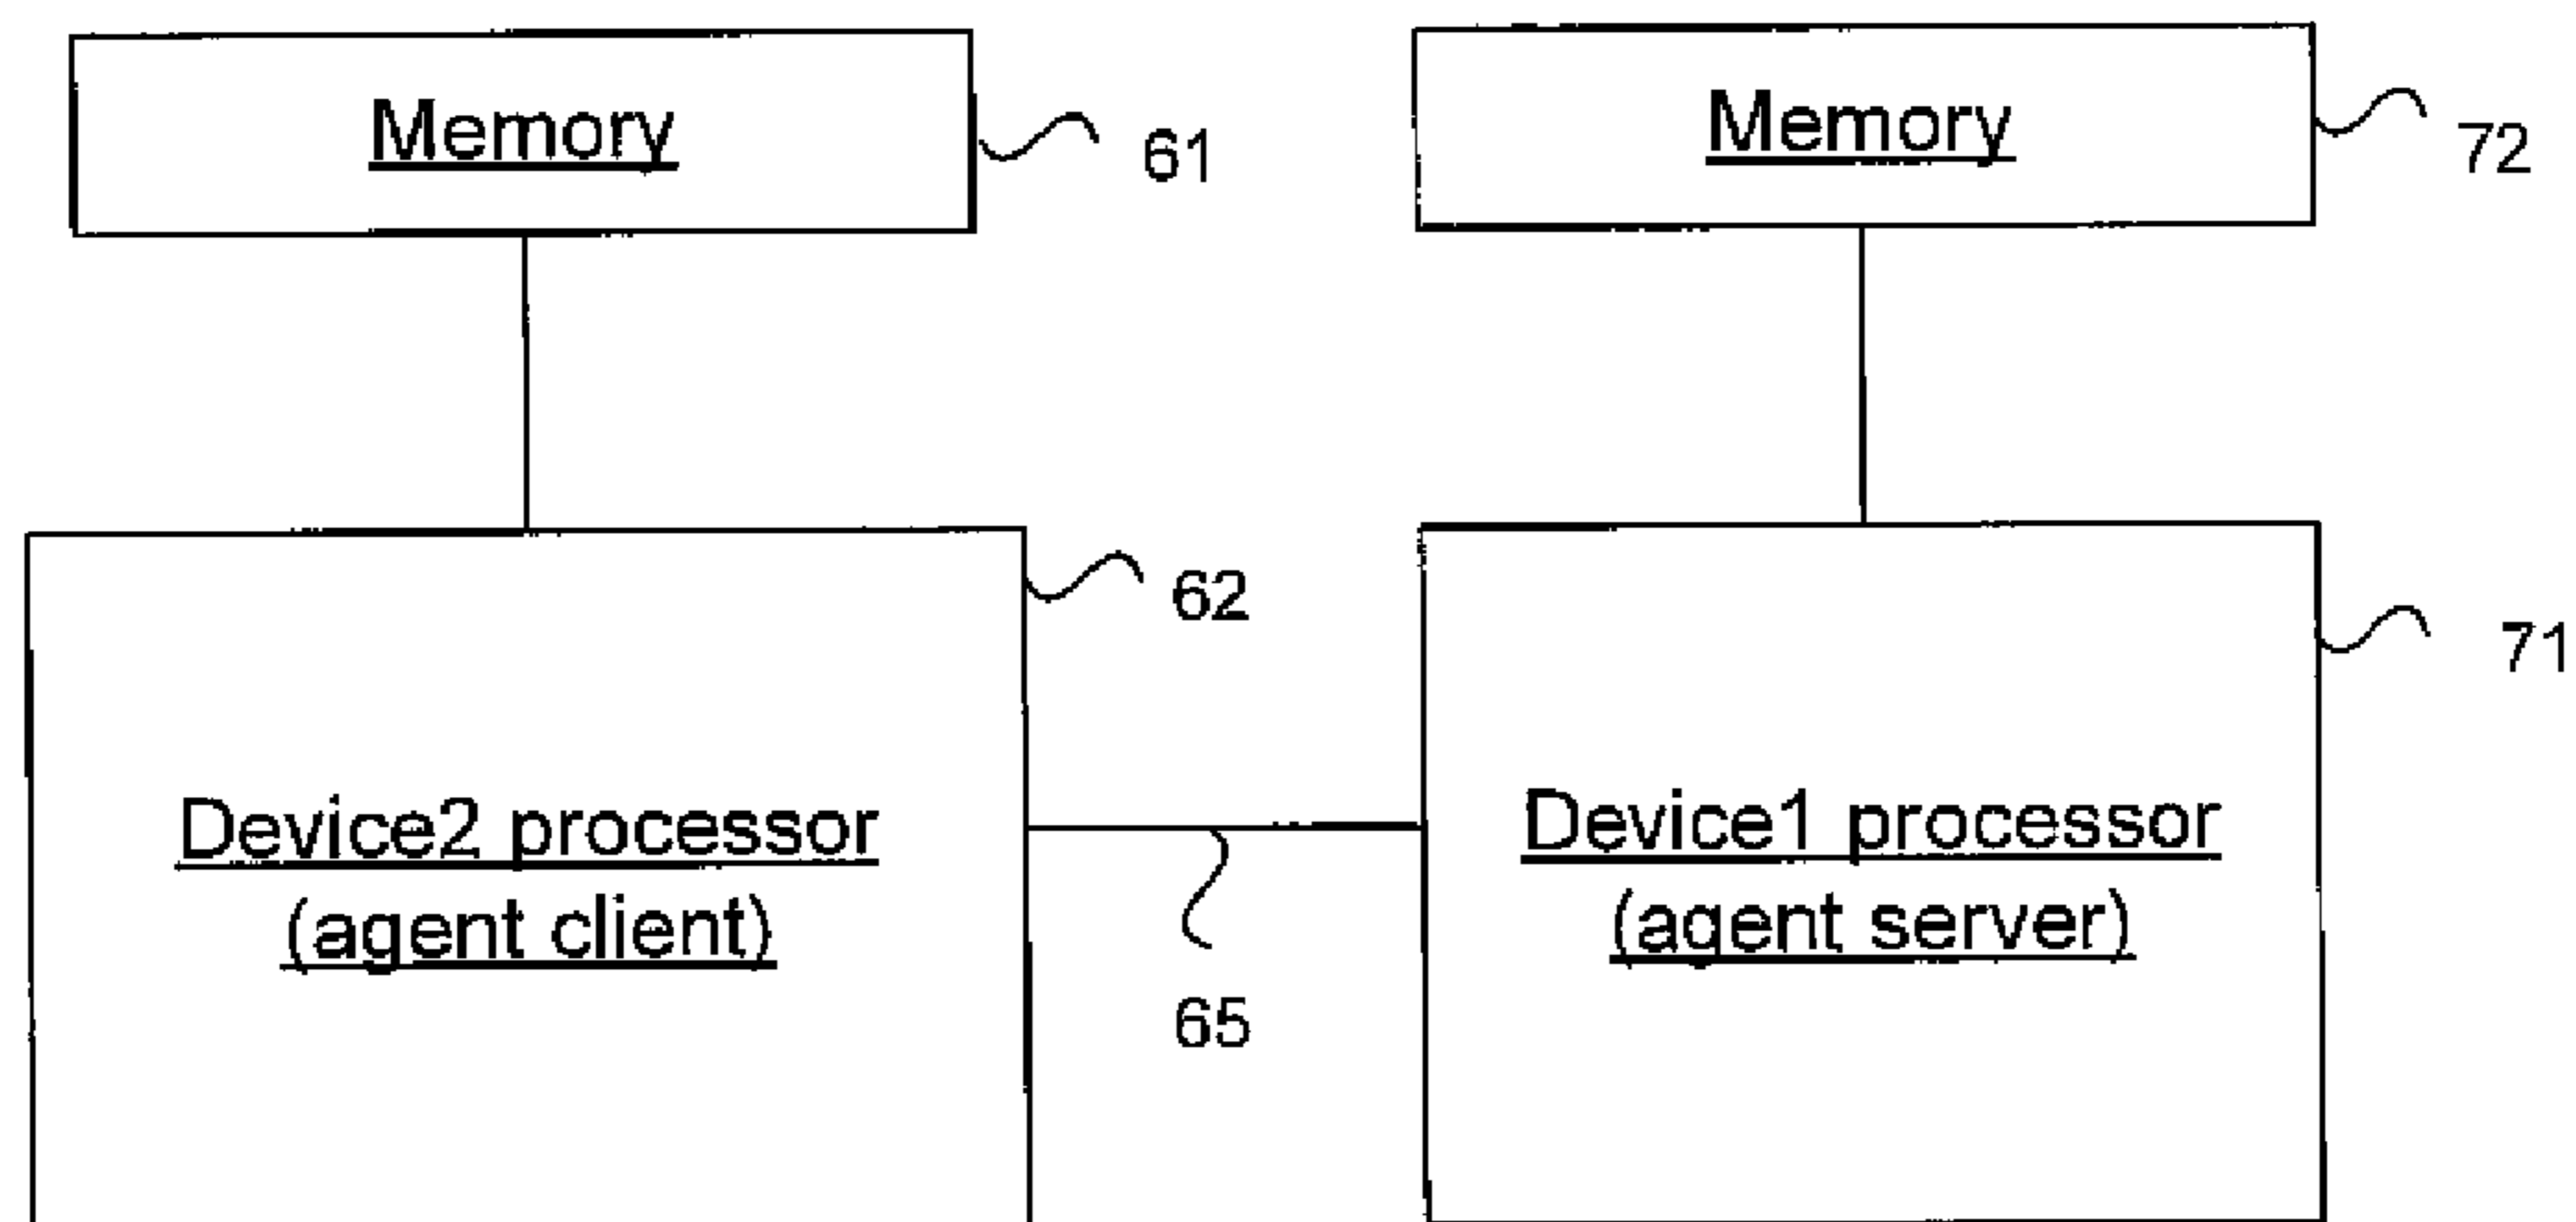 Memory
61
Memory
72
62
71
Device2 processor
(agent client)
Device1 processor
(agent server)
65